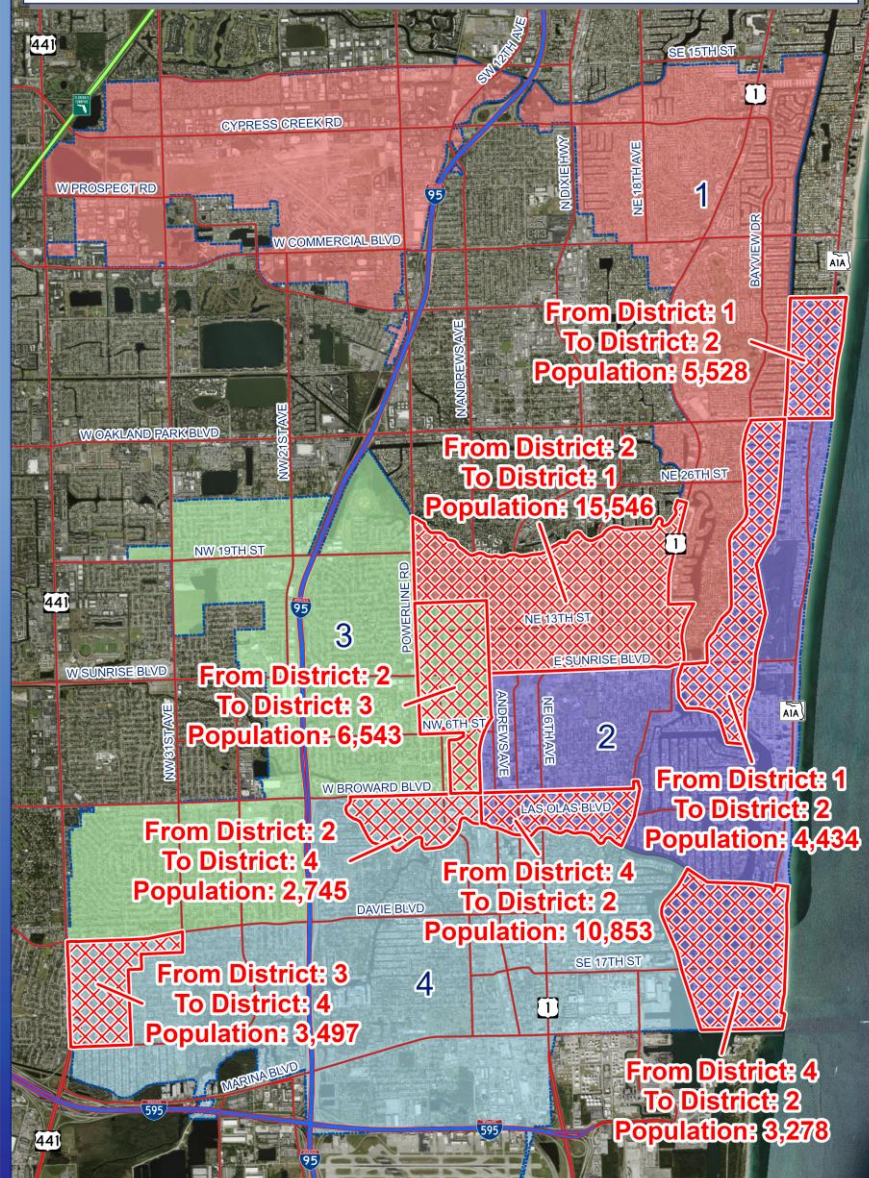 441
SW 12TH AVE
SE 15TH ST
1
CYPRESS CREEK RD
N DIXIE HWY
NE 18TH AVE
W PROSPECT RD
95
1
BAYVIEW DR
W COMMERCIAL BLVD
A1A
From District: 1
To District: 2
Population: 5,528
N ANDREWS AVE
NW 21ST AVE
W OAKLAND PARK BLVD
From District: 2
To District: 1
Population: 15,546
NE 26TH ST
1
NW 19TH ST
POWERLINE RD
441
95
NE 13TH ST
3
W SUNRISE BLVD
E SUNRISE BLVD
From District: 2
To District: 3
Population: 6,543
NW 31ST AVE
NW 6TH ST
ANDREWS AVE
NE 6TH AVE
2
A1A
W BROWARD BLVD
LAS OLAS BLVD
From District: 1
To District: 2
Population: 4,434
From District: 2
To District: 4
Population: 2,745
From District: 4
To District: 2
Population: 10,853
DAVIE BLVD
SE 17TH ST
From District: 3
To District: 4
Population: 3,497
4
1
MARINA BLVD
From District: 4
To District: 2
Population: 3,278
595
595
441
95